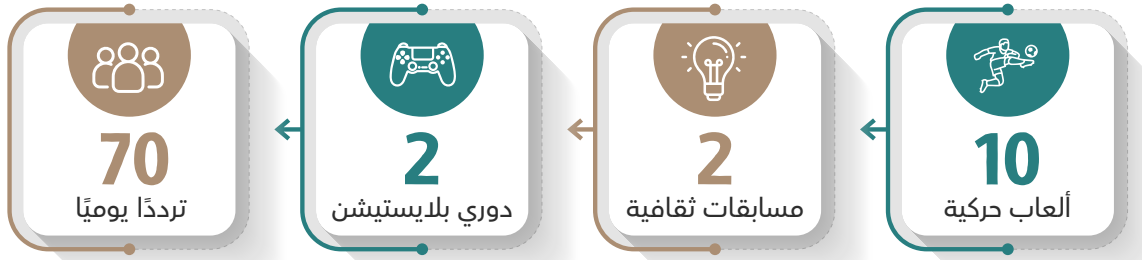 10
ألعاب حركية
2
مسابقات ثقافية
2
دوري بلايستيشن
70
ترددًا يوميًا